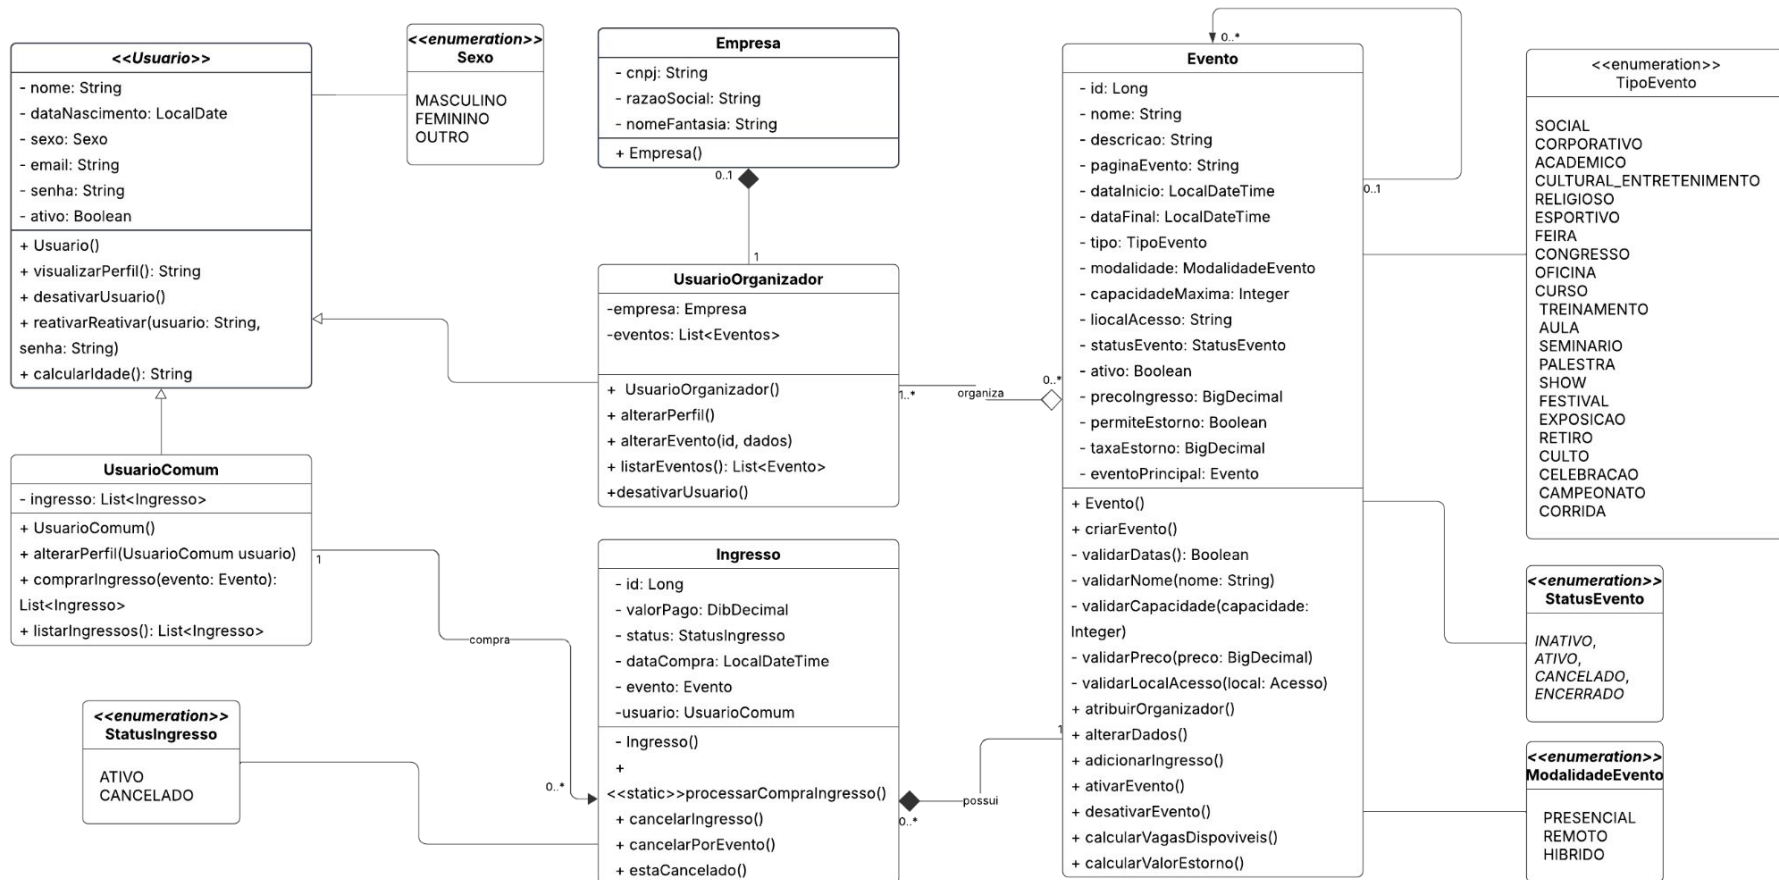 <<Usuario>>
- nome: String
- dataNascimento: LocalDate
- sexo: Sexo
- email: String
- senha: String
- ativo: Boolean
+ Usuario()
+ visualizarPerfil(): String
+ desativarUsuario()
+ reativarReativar(usuario: String,
senha: String)
+ calcularIdade(): String
<<enumeration>>
Sexo
MASCULINO
FEMININO
OUTRO
Empresa
- cnpj: String
- razaoSocial: String
- nomeFantasia: String
+ Empresa()
0..1
1
UsuarioOrganizador
-empresa: Empresa
-eventos: List<Eventos>
+ UsuarioOrganizador()
+ alterarPerfil()
+ alterarEvento(id, dados)
+ listarEventos(): List<Evento>
+desativarUsuario()
1..*
organiza
0..*
UsuarioComum
- ingresso: List<Ingresso>
+ UsuarioComum()
+ alterarPerfil(UsuarioComum usuario)
+ comprarIngresso(evento: Evento):
List<Ingresso>
+ listarIngressos(): List<Ingresso>
1
compra
0..*
<<enumeration>>
StatusIngresso
ATIVO
CANCELADO
Ingresso
- id: Long
- valorPago: DibDecimal
- status: StatusIngresso
- dataCompra: LocalDateTime
- evento: Evento
-usuario: UsuarioComum
- Ingresso()
+
<<static>>processarCompraIngresso()
+ cancelarIngresso()
+ cancelarPorEvento()
+ estaCancelado()
0..*
possui
1
Evento
- id: Long
- nome: String
- descricao: String
- paginaEvento: String
- dataInicio: LocalDateTime
- dataFinal: LocalDateTime
- tipo: TipoEvento
- modalidade: ModalidadeEvento
- capacidadeMaxima: Integer
- liocalAcesso: String
- statusEvento: StatusEvento
- ativo: Boolean
- precoIngresso: BigDecimal
- permiteEstorno: Boolean
- taxaEstorno: BigDecimal
- eventoPrincipal: Evento
+ Evento()
+ criarEvento()
- validarDatas(): Boolean
- validarNome(nome: String)
- validarCapacidade(capacidade:
Integer)
- validarPreco(preco: BigDecimal)
- validarLocalAcesso(local: Acesso)
+ atribuirOrganizador()
+ alterarDados()
+ adicionarIngresso()
+ ativarEvento()
+ desativarEvento()
+ calcularVagasDispoviveis()
+ calcularValorEstorno()
0..*
0..1
<<enumeration>>
TipoEvento
SOCIAL
CORPORATIVO
ACADEMICO
CULTURAL_ENTRETENIMENTO
RELIGIOSO
ESPORTIVO
FEIRA
CONGRESSO
OFICINA
CURSO
TREINAMENTO
AULA
SEMINARIO
PALESTRA
SHOW
FESTIVAL
EXPOSICAO
RETIRO
CULTO
CELEBRACAO
CAMPEONATO
CORRIDA
<<enumeration>>
StatusEvento
INATIVO,
ATIVO,
CANCELADO,
ENCERRADO
<<enumeration>>
ModalidadeEvento
PRESENCIAL
REMOTO
HIBRIDO